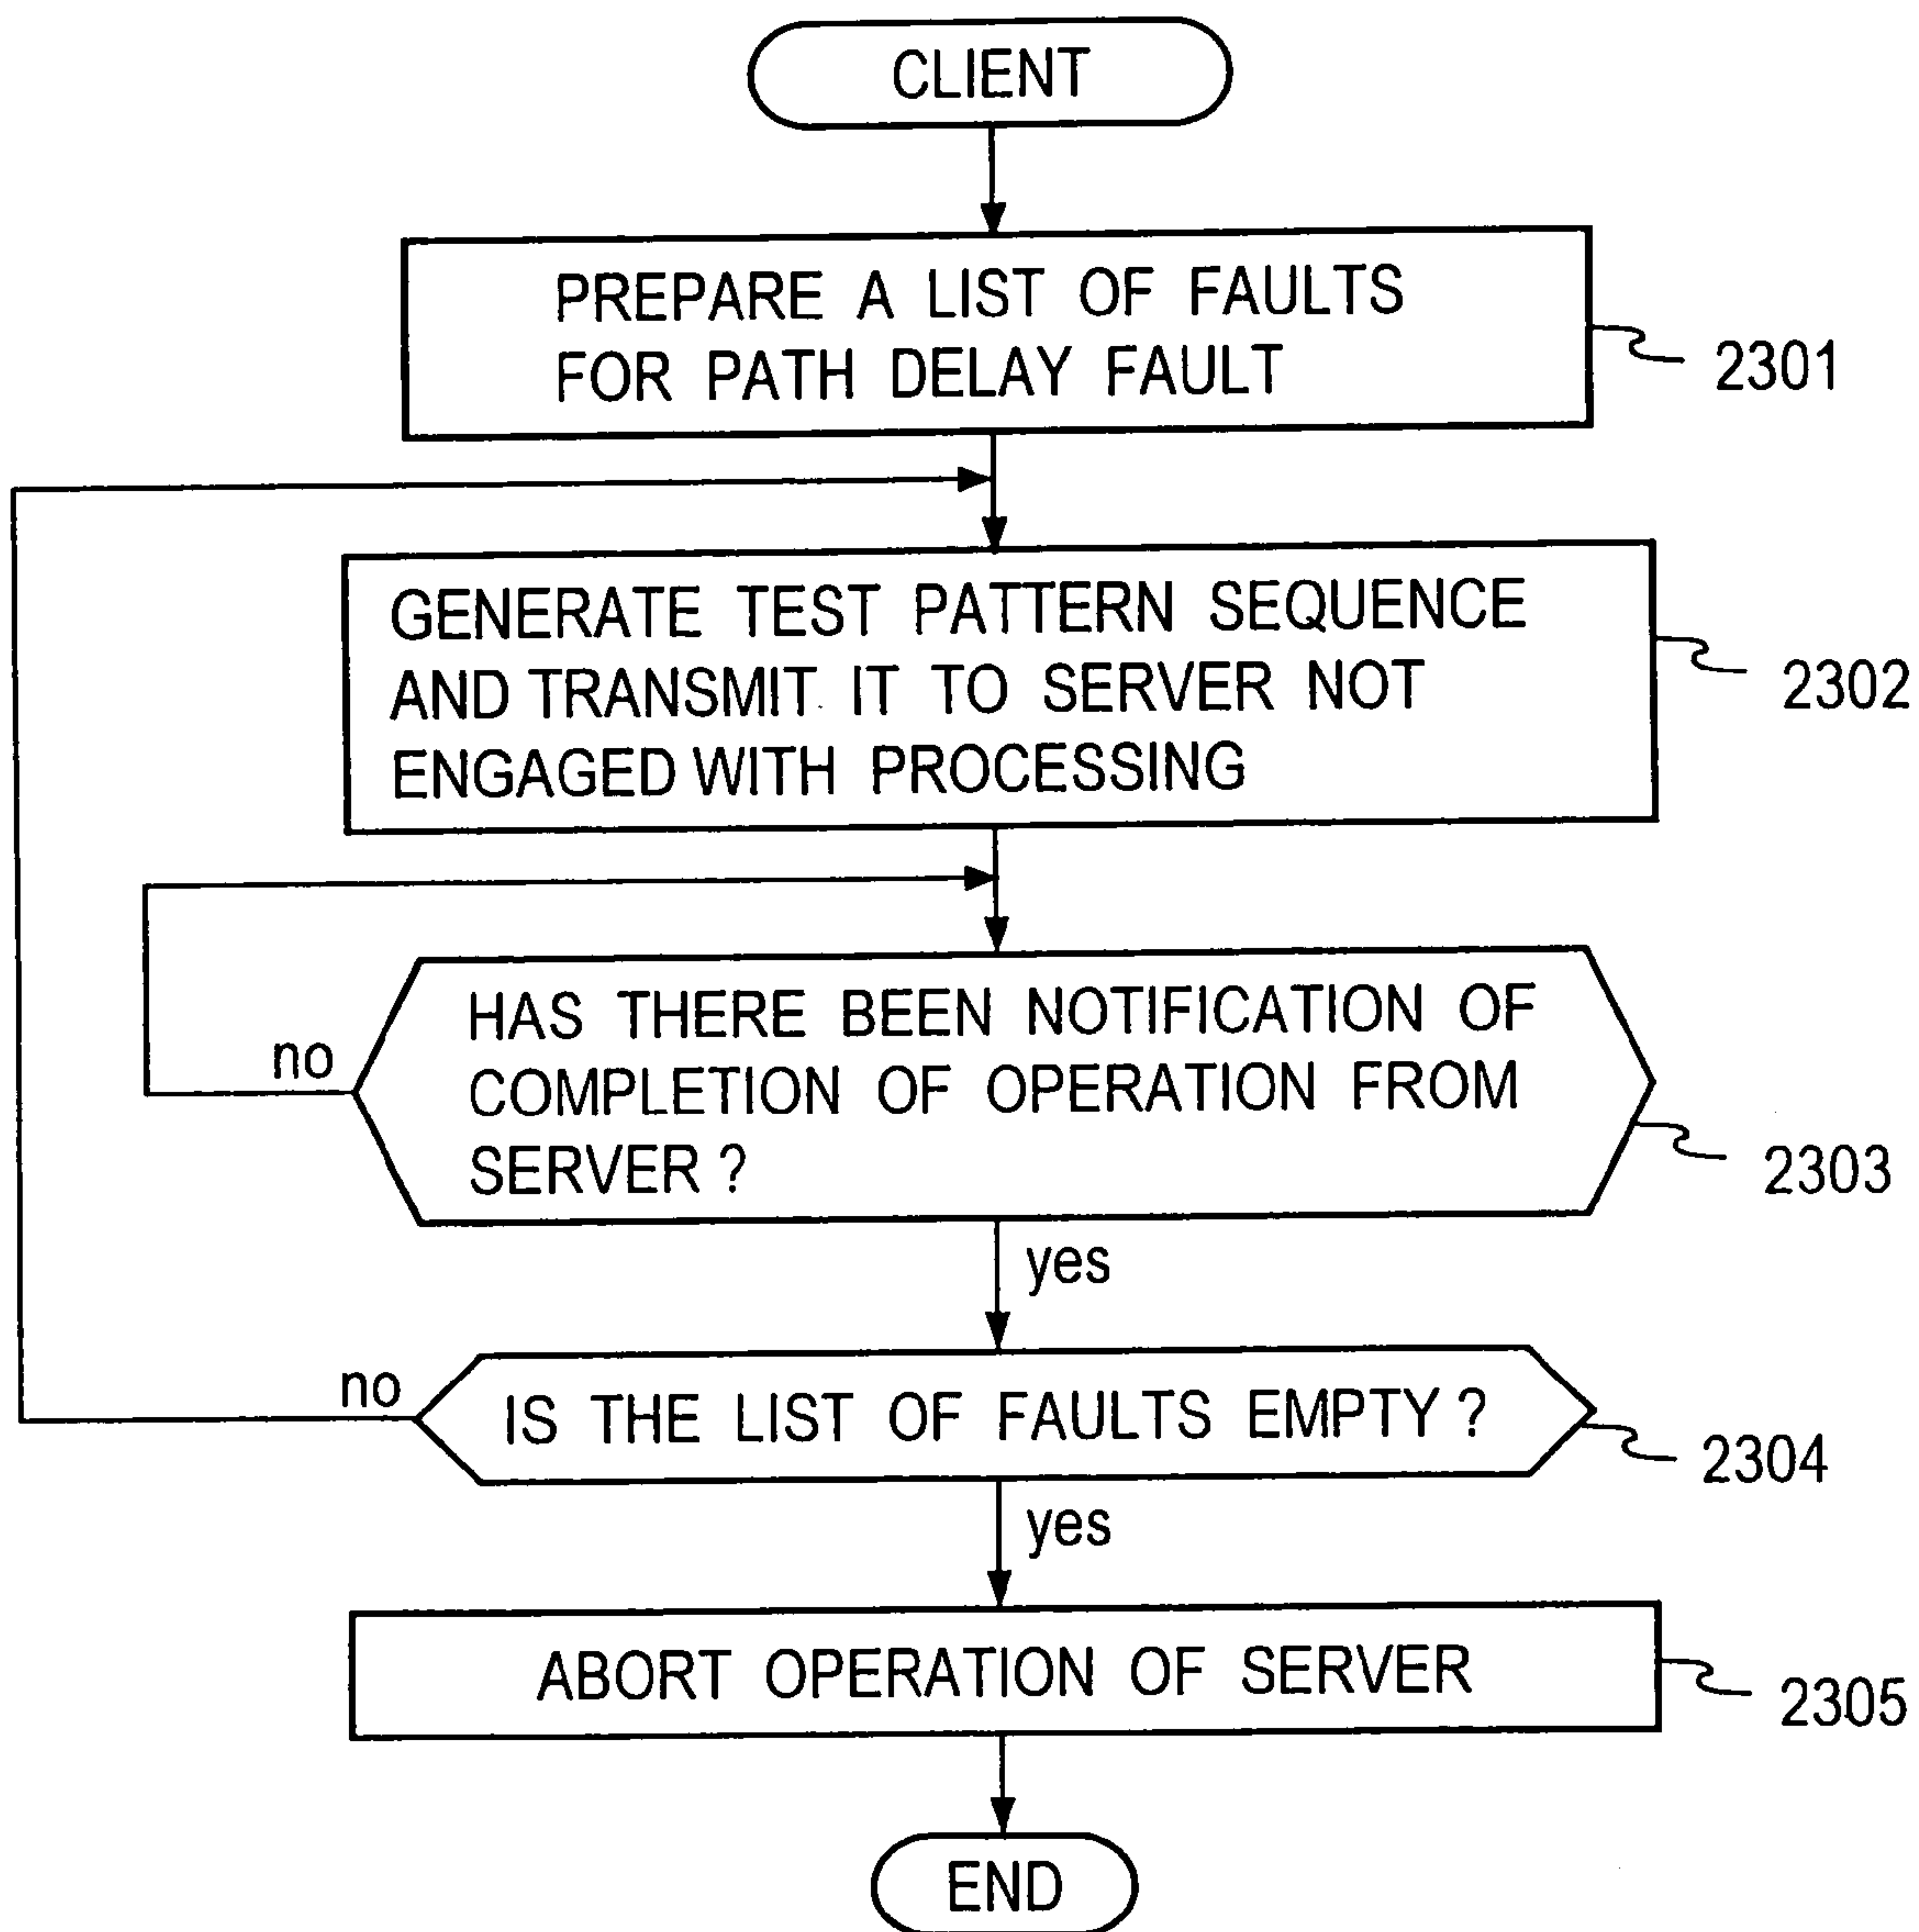 CLIENT
PREPARE A LIST OF FAULTS
FOR PATH DELAY FAULT
2301
GENERATE TEST PATTERN SEQUENCE
AND TRANSMIT IT TO SERVER NOT
ENGAGED WITH PROCESSING
2302
HAS THERE BEEN NOTIFICATION OF
COMPLETION OF OPERATION FROM
SERVER ?
no
2303
yes
no
IS THE LIST OF FAULTS EMPTY ?
2304
yes
ABORT OPERATION OF SERVER
2305
END